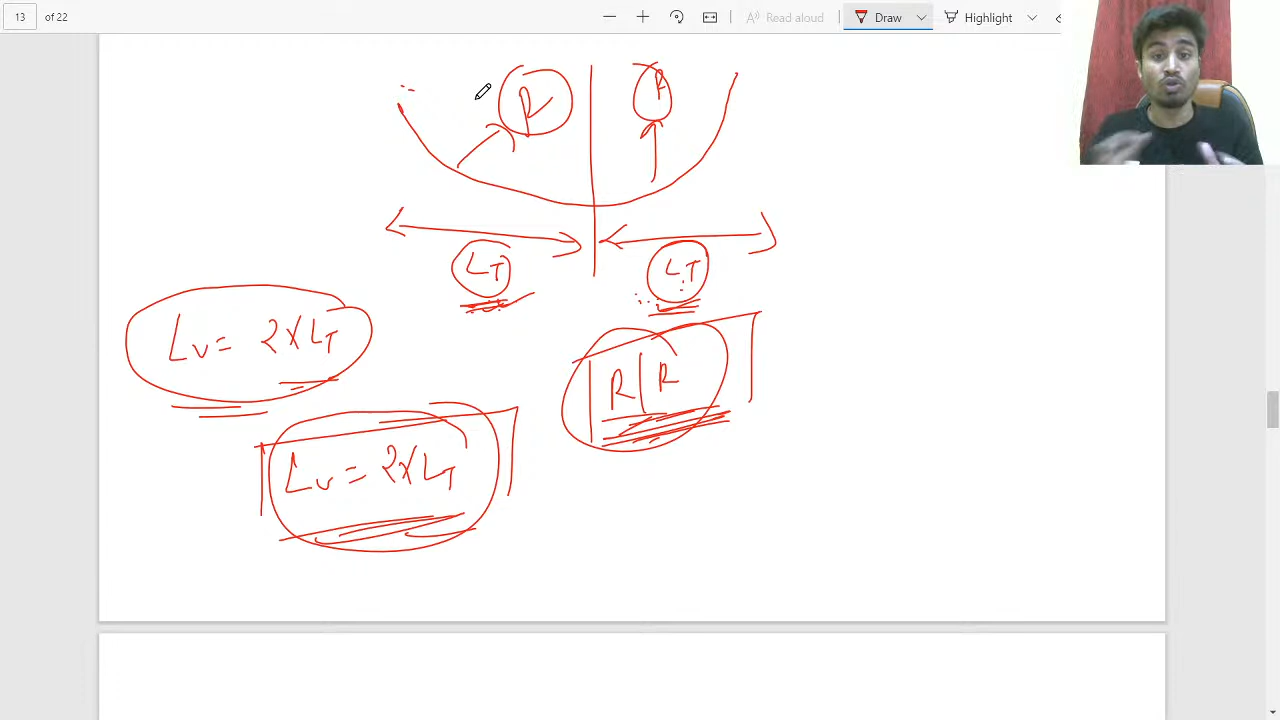 13 of 22
Read aloud
Draw
Highlight
R
R
LT
LT
Lv = 2×LT
R | R
Lv = 2×LT